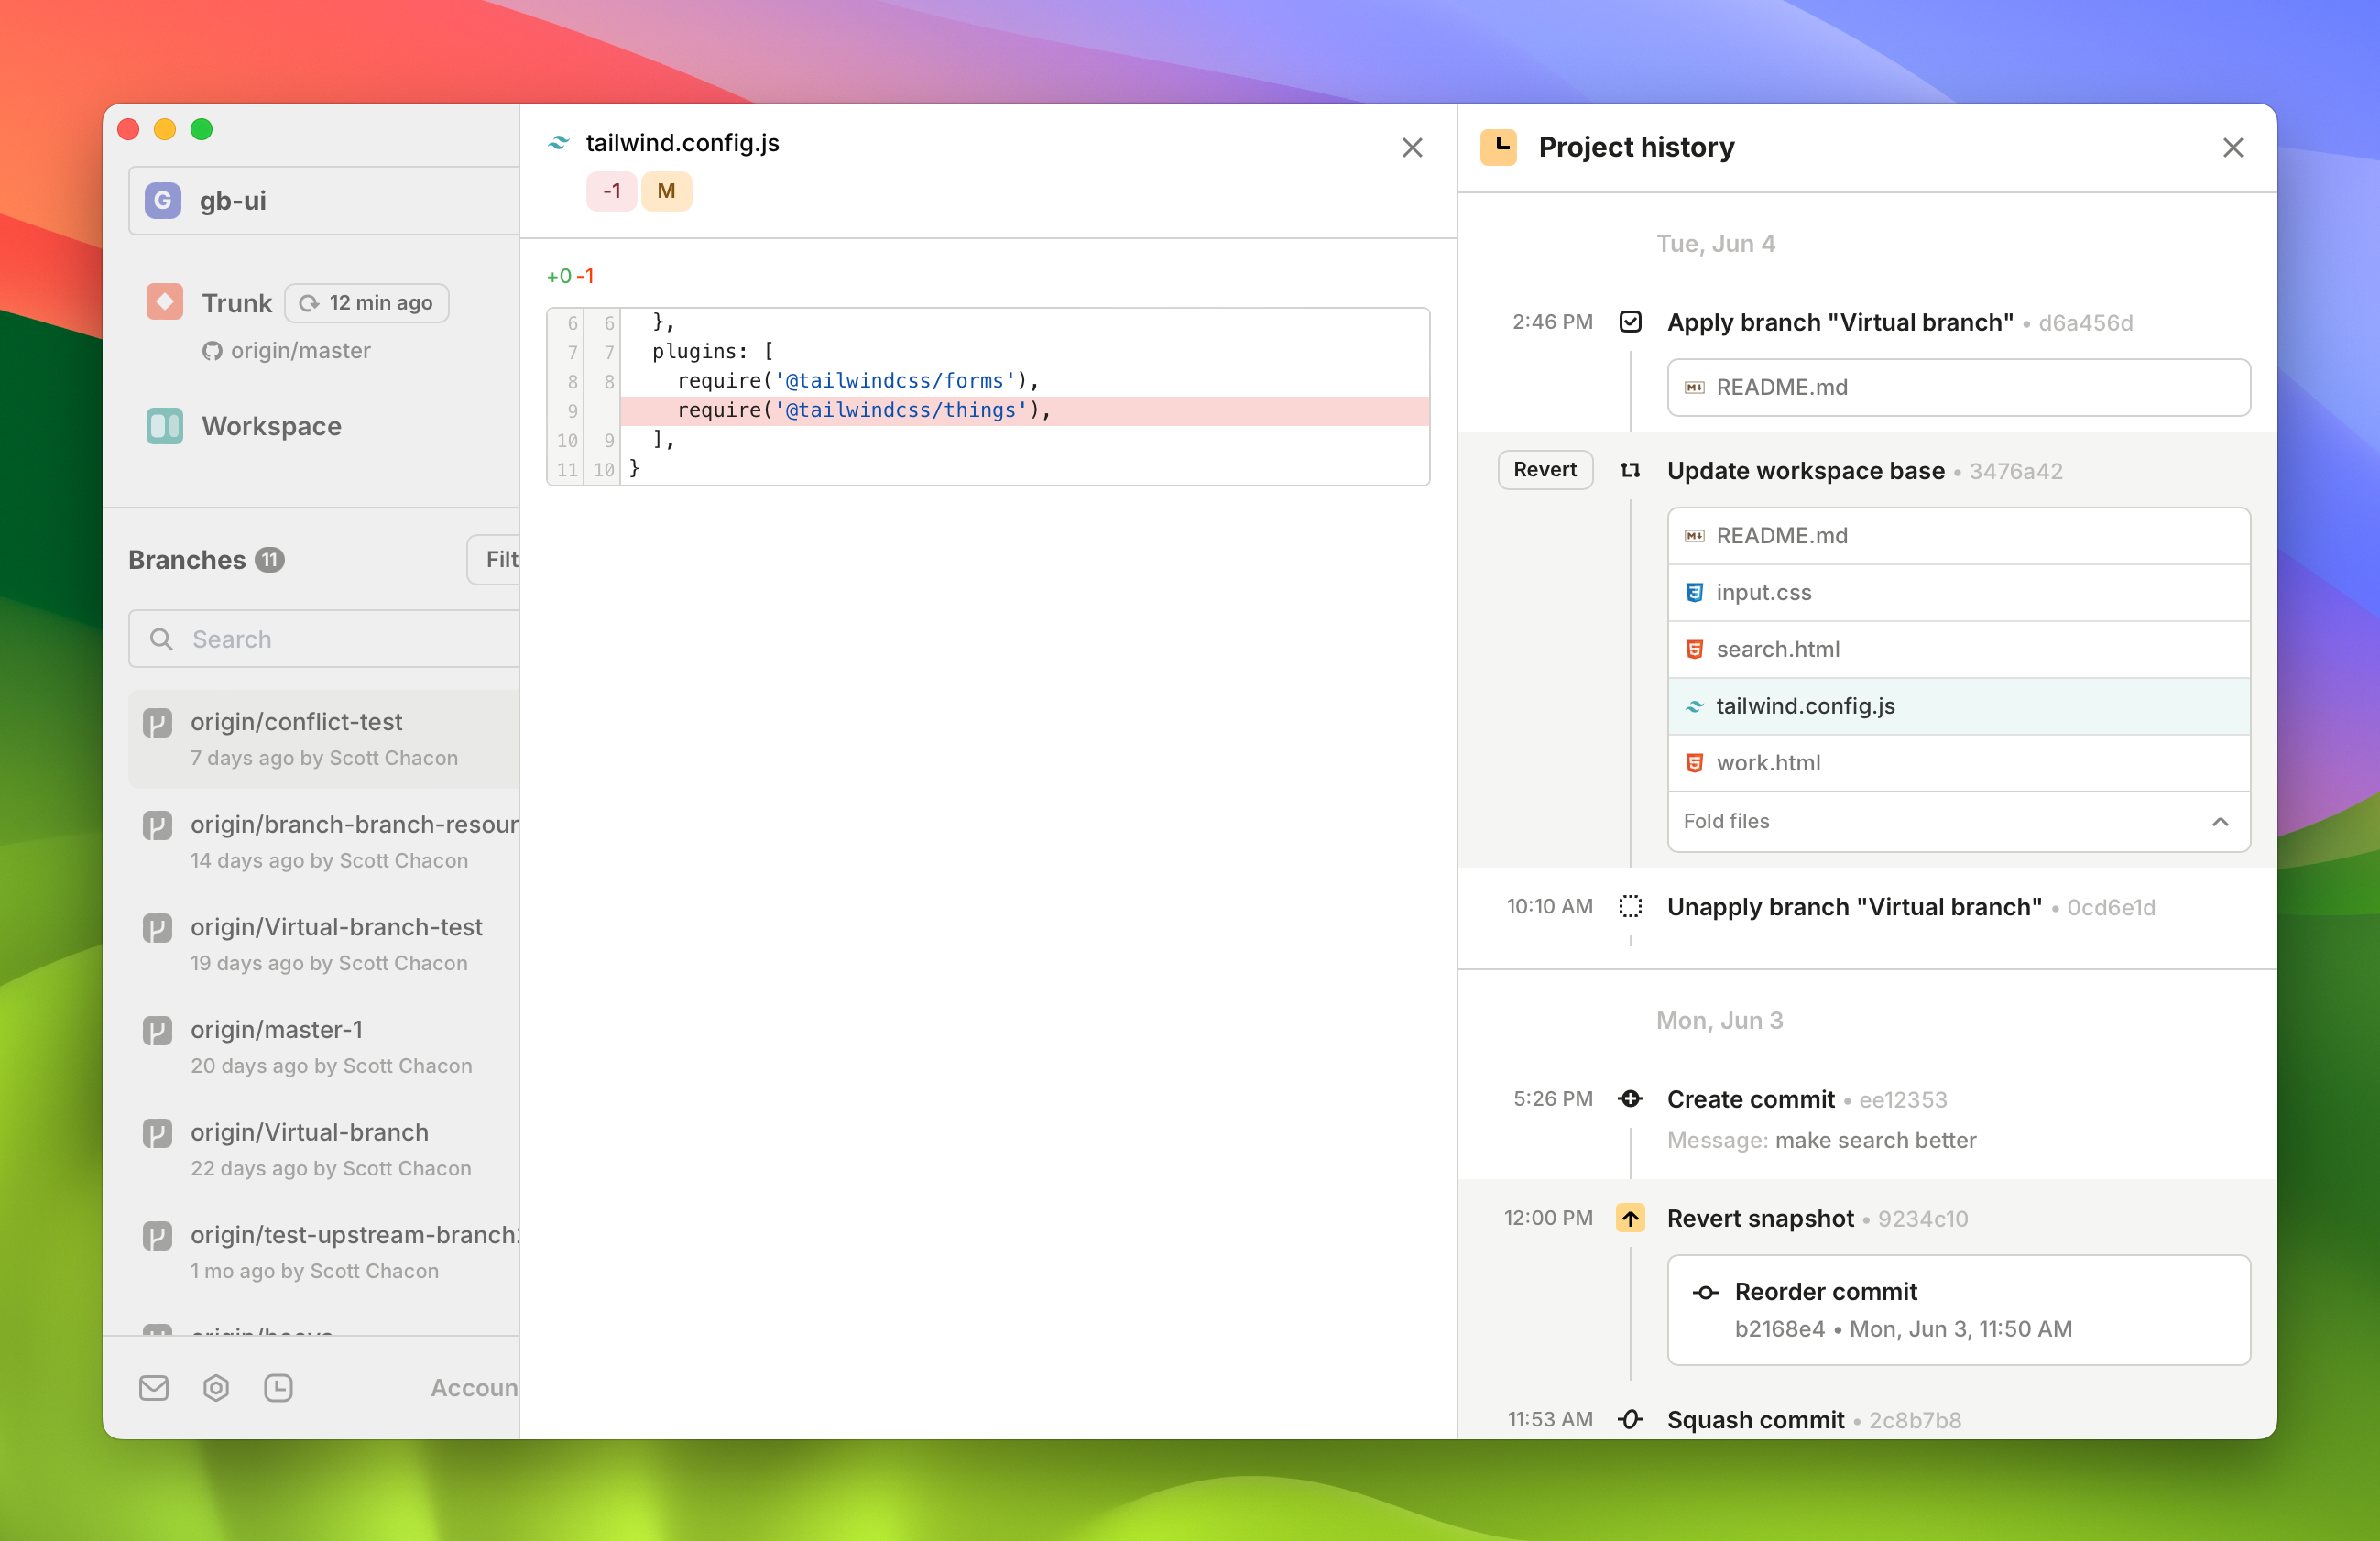 G gb-ui
Trunk 12 min ago
origin/master
Workspace
Branches 11
Filt
Search
origin/conflict-test
7 days ago by Scott Chacon
origin/branch-branch-resour
14 days ago by Scott Chacon
origin/Virtual-branch-test
19 days ago by Scott Chacon
origin/master-1
20 days ago by Scott Chacon
origin/Virtual-branch
22 days ago by Scott Chacon
origin/test-upstream-branch
1 mo ago by Scott Chacon
Accoun
tailwind.config.js
-1 M
+0 -1
6 6 },
7 7 plugins: [
8 8 require('@tailwindcss/forms'),
9 require('@tailwindcss/things'),
10 9 ],
11 10 }
Project history
Tue, Jun 4
2:46 PM Apply branch "Virtual branch" • d6a456d
README.md
Revert Update workspace base • 3476a42
README.md
input.css
search.html
tailwind.config.js
work.html
Fold files
10:10 AM Unapply branch "Virtual branch" • 0cd6e1d
Mon, Jun 3
5:26 PM Create commit • ee12353
Message: make search better
12:00 PM Revert snapshot • 9234c10
Reorder commit
b2168e4 • Mon, Jun 3, 11:50 AM
11:53 AM Squash commit • 2c8b7b8